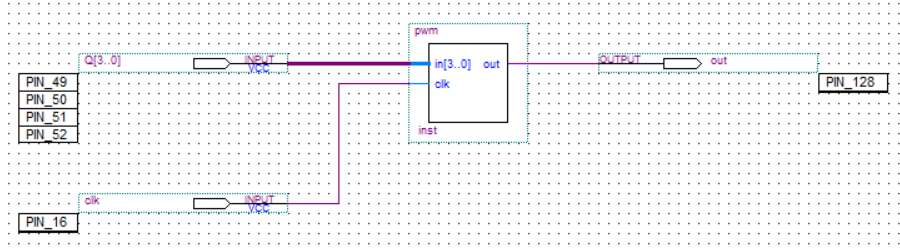 pwm
Q[3..0] INPUT VCC
in[3..0] out
OUTPUT out
PIN_49
clk
PIN_128
PIN_50
PIN_51
PIN_52
inst
clk INPUT VCC
PIN_16